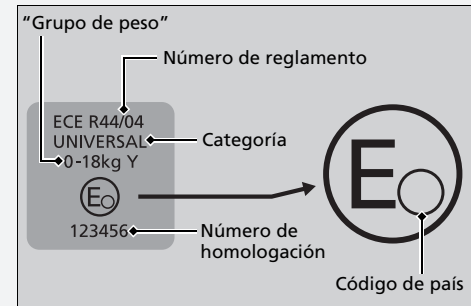 “Grupo de peso”
Número de reglamento
ECE R44/04
UNIVERSAL
Categoría
0-18kg Y
E
E
123456
Número de
homologación
Código de país